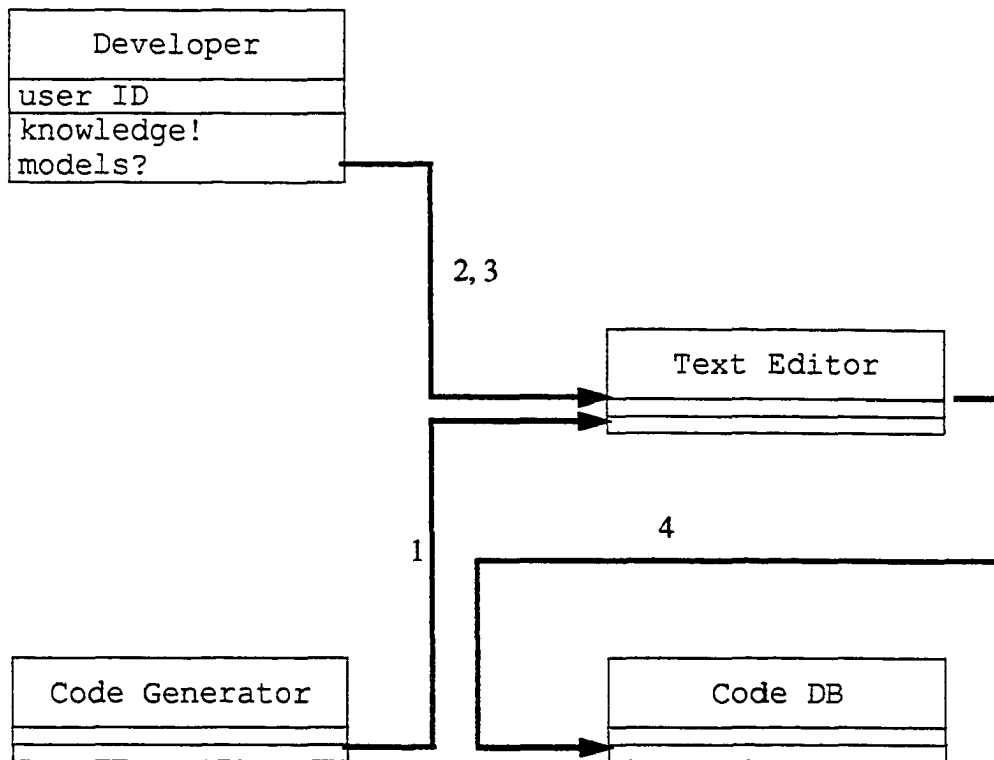 Developer
user ID
knowledge!
models?
2, 3
Text Editor
4
1
Code Generator
Code DB